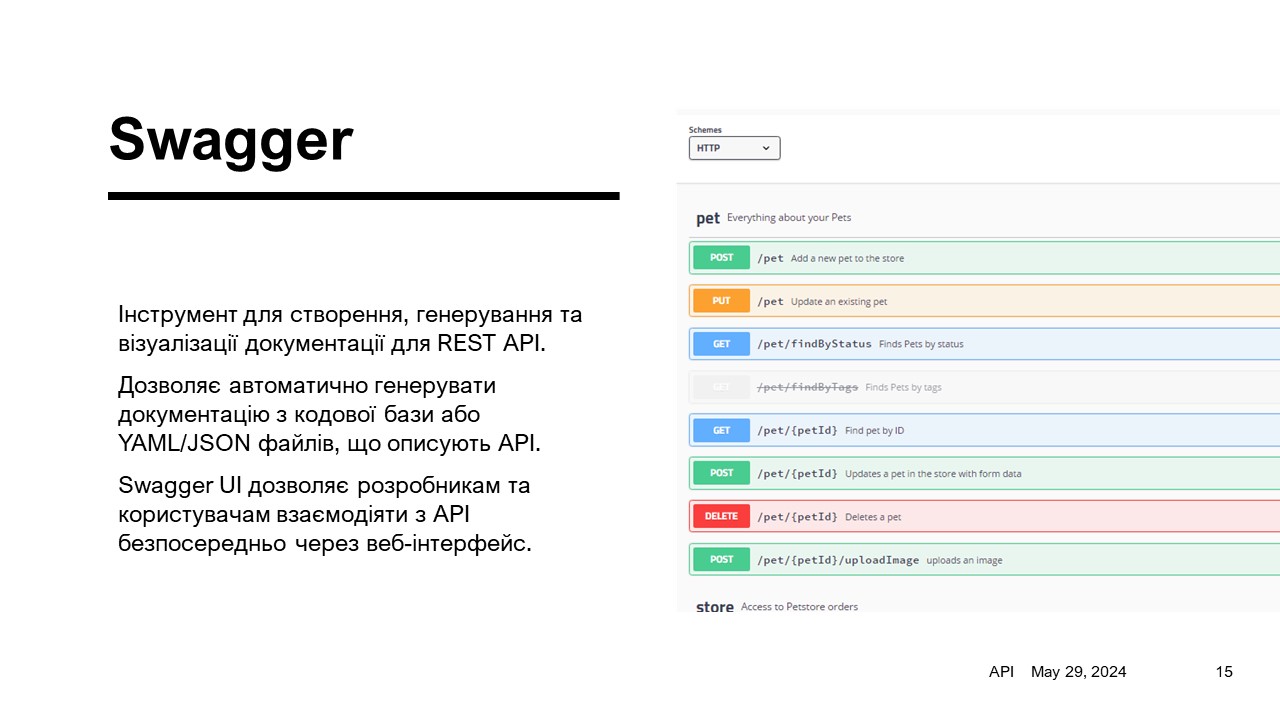 Swagger
Інструмент для створення, генерування та
візуалізації документації для REST API.
Дозволяє автоматично генерувати
документацію з кодової бази або
YAML/JSON файлів, що описують API.
Swagger UI дозволяє розробникам та
користувачам взаємодіяти з API
безпосередньо через веб-інтерфейс.
Schemes
HTTP
pet Everything about your Pets
POST /pet Add a new pet to the store
PUT /pet Update an existing pet
GET /pet/findByStatus Finds Pets by status
GET /pet/findByTags Finds Pets by tags
GET /pet/{petId} Find pet by ID
POST /pet/{petId} Updates a pet in the store with form data
DELETE /pet/{petId} Deletes a pet
POST /pet/{petId}/uploadImage uploads an image
store Access to Petstore orders
API May 29, 2024 15